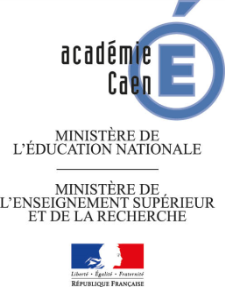 académie
Caen
É
MINISTÈRE DE
L'ÉDUCATION NATIONALE
MINISTÈRE DE
L'ENSEIGNEMENT SUPÉRIEUR
ET DE LA RECHERCHE
Liberté • Égalité • Fraternité
RÉPUBLIQUE FRANÇAISE